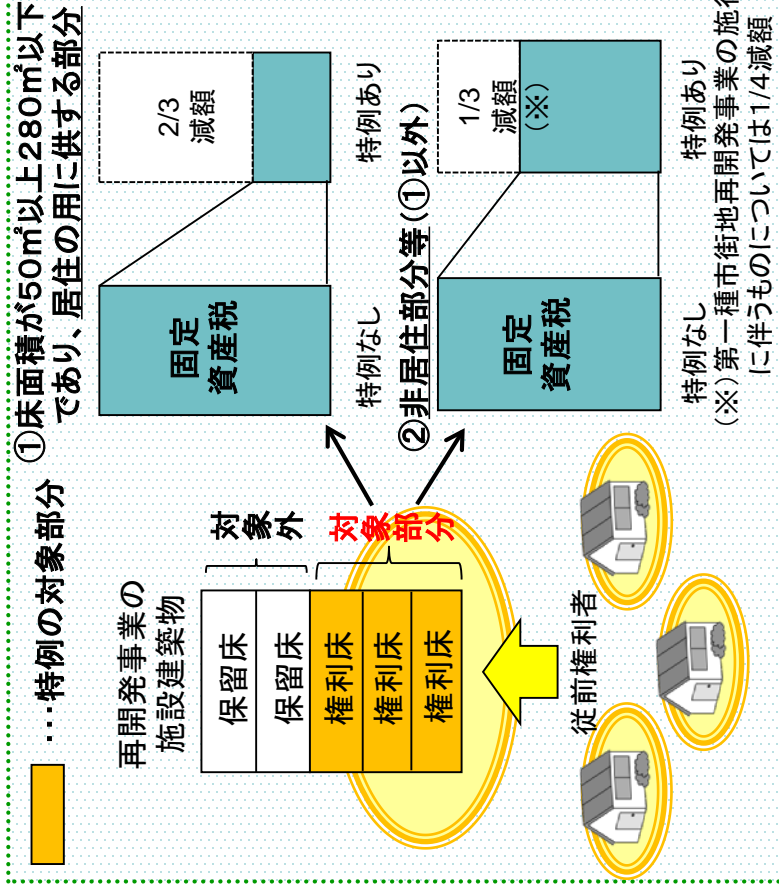 …特例の対象部分
再開発事業の
施設建築物
保留床
保留床
権利床
権利床
権利床
対象外
対象部分
従前権利者
①床面積が50㎡以上280㎡以下
であり、居住の用に供する部分
固定
資産税
2/3
減額
特例なし
特例あり
②非居住部分等(①以外)
固定
資産税
1/3
減額
(※)
特例なし
特例あり
(※)第一種市街地再開発事業の施行
に伴うものについては1/4減額